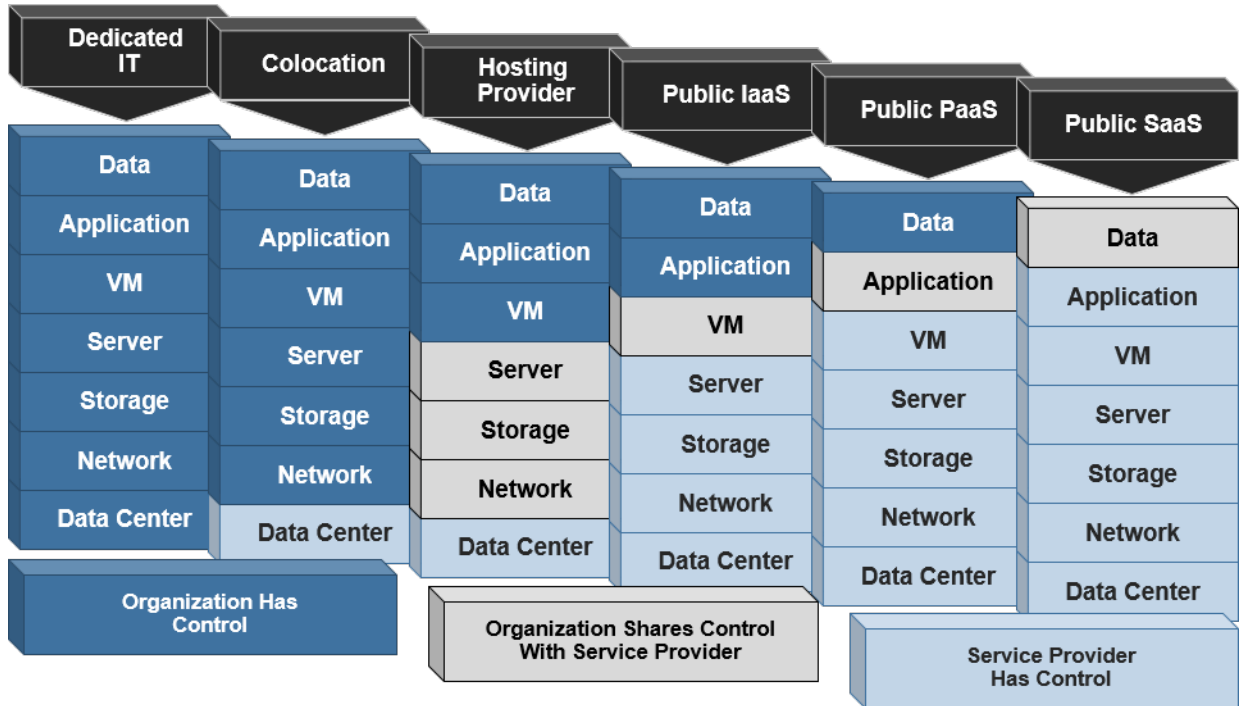 Dedicated
IT
Colocation
Hosting
Provider
Public IaaS
Public PaaS
Public SaaS
Data
Application
VM
Server
Storage
Network
Data Center
Data
Application
VM
Server
Storage
Network
Data Center
Data
Application
VM
Server
Storage
Network
Data Center
Data
Application
VM
Server
Storage
Network
Data Center
Data
Application
VM
Server
Storage
Network
Data Center
Data
Application
VM
Server
Storage
Network
Data Center
Organization Has
Control
Organization Shares Control
With Service Provider
Service Provider
Has Control